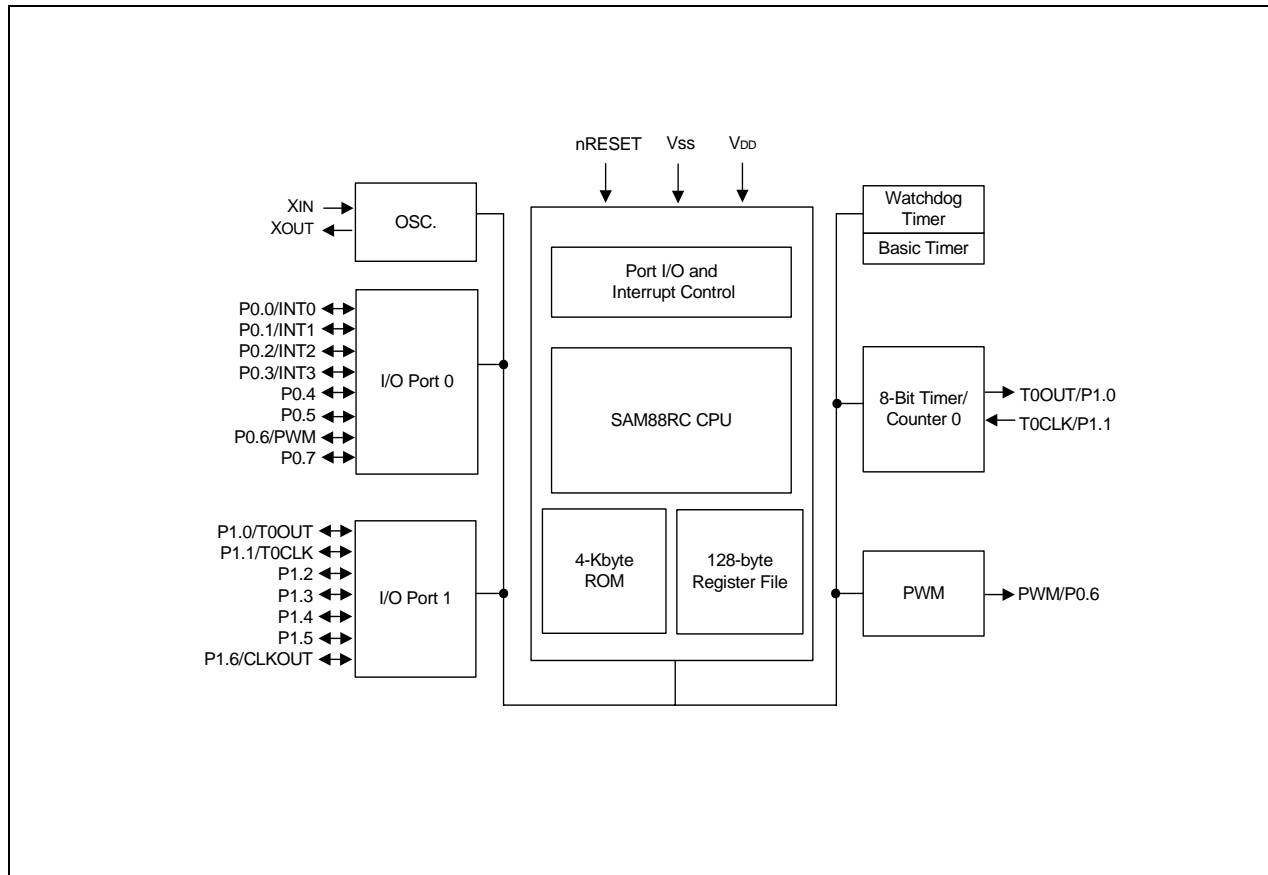 nRESET
Vss
VDD
XIN
XOUT
OSC.
P0.0/INT0
P0.1/INT1
P0.2/INT2
P0.3/INT3
P0.4
P0.5
P0.6/PWM
P0.7
I/O Port 0
P1.0/T0OUT
P1.1/T0CLK
P1.2
P1.3
P1.4
P1.5
P1.6/CLKOUT
I/O Port 1
Port I/O and
Interrupt Control
SAM88RC CPU
4-Kbyte
ROM
128-byte
Register File
Watchdog
Timer
Basic Timer
8-Bit Timer/
Counter 0
T0OUT/P1.0
T0CLK/P1.1
PWM
PWM/P0.6